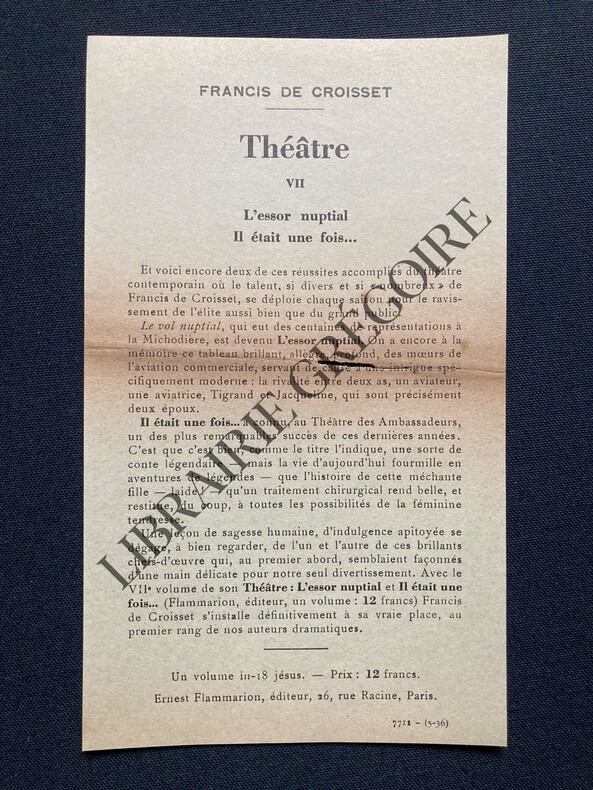 FRANCIS DE CROISSET
Théâtre
VII
L'essor nuptial
Il était une fois...
Et voici encore deux de ces réussites accomplies du théâtre
contemporain où le talent, si divers et si « ombreux » de
Francis de Croisset, se déploie chaque saison pour le ravis-
sement de l'élite aussi bien que du grand public.
Le vol nuptial, qui eut des centaines de représentations à
la Michodière, est devenu L'essor nuptial. On a encore à la
mémoire ce tableau brillant, allègre, profond, des mœurs de
l'aviation commerciale, servant de cadre à une intrigue spé-
cifiquement moderne : la rivalité entre deux as, un aviateur,
une aviatrice, Tigrand et Jacqueline, qui sont précisément
deux époux.
Il était une fois... a connu, au Théâtre des Ambassadeurs,
un des plus remarquables succès de ces dernières années.
C'est que c'est bien, comme le titre l'indique, une sorte de
conte légendaire mais la vie d'aujourd'hui fourmille en
aventures de légendes — que l'histoire de cette méchante
fille — laide — qu'un traitement chirurgical rend belle, et
restitue, du coup, à toutes les possibilités de la féminine
tendresse.
Une leçon de sagesse humaine, d'indulgence apitoyée se
dégage, à bien regarder, de l'un et l'autre de ces brillants
chefs-d'œuvre qui, au premier abord, semblaient façonnés
d'une main délicate pour notre seul divertissement. Avec le
VIIe volume de son Théâtre : L'essor nuptial et Il était une
fois... (Flammarion, éditeur, un volume : 12 francs) Francis
de Croisset s'installe définitivement à sa vraie place, au
premier rang de nos auteurs dramatiques.
Un volume in-18 jésus. — Prix : 12 francs.
Ernest Flammarion, éditeur, 26, rue Racine, Paris.
7711 - (5-36)
LIBRAIRIE GRÉGOIRE